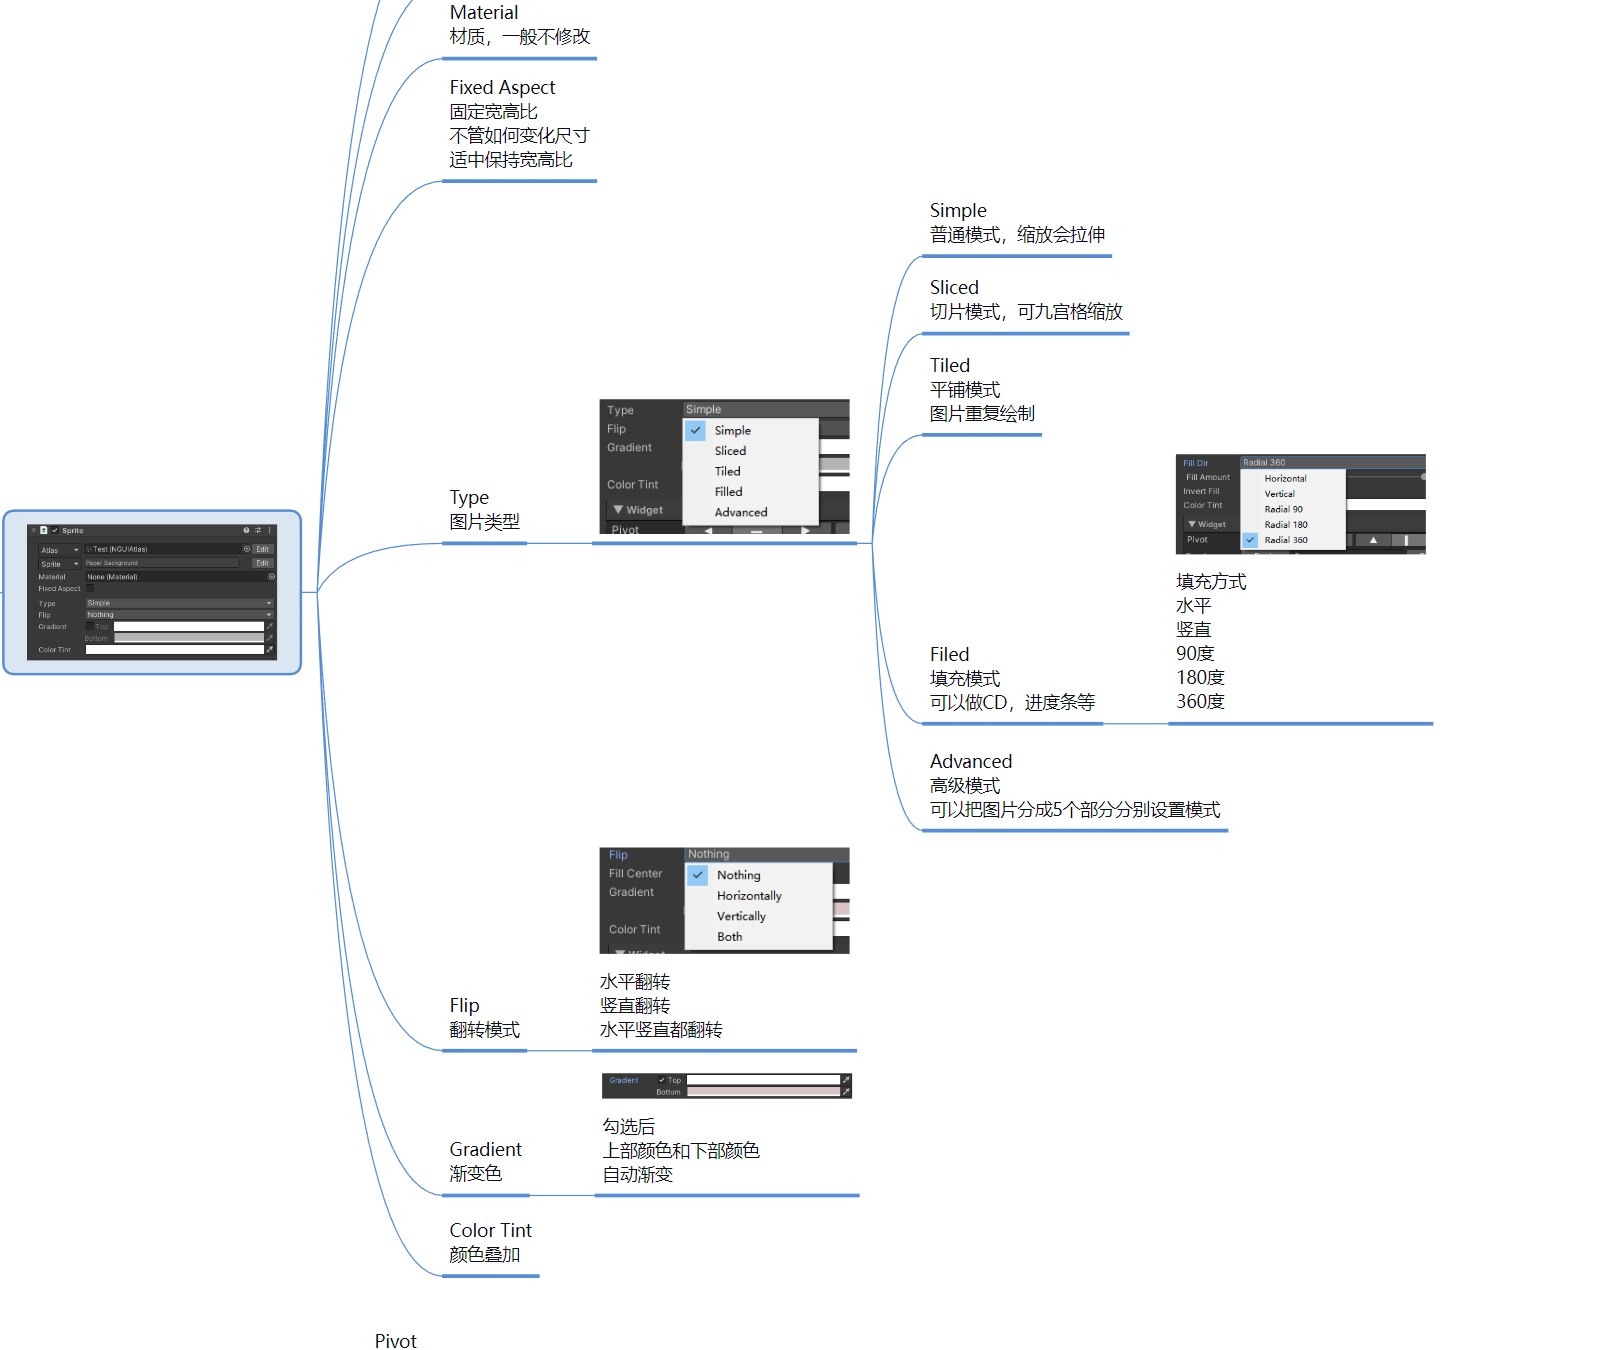 Material
材质，一般不修改
Fixed Aspect
固定宽高比
不管如何变化尺寸
适中保持宽高比
Sprite
Atlas
Test (NGUIAtlas)
Edit
Sprite
Paper Background
Edit
Material
None (Material)
Fixed Aspect
Type
Simple
Flip
Nothing
Gradient
Top
Bottom
Color Tint
Type
图片类型
Type
Simple
Flip
Gradient
Color Tint
Widget
Pivot
Simple
Sliced
Tiled
Filled
Advanced
Simple
普通模式，缩放会拉伸
Sliced
切片模式，可九宫格缩放
Tiled
平铺模式
图片重复绘制
Filed
填充模式
可以做CD，进度条等
Fill Dir
Radial 360
Fill Amount
Invert Fill
Color Tint
Widget
Pivot
Horizontal
Vertical
Radial 90
Radial 180
Radial 360
填充方式
水平
竖直
90度
180度
360度
Advanced
高级模式
可以把图片分成5个部分分别设置模式
Flip
翻转模式
Flip
Nothing
Fill Center
Gradient
Color Tint
Widget
Nothing
Horizontally
Vertically
Both
水平翻转
竖直翻转
水平竖直都翻转
Gradient
渐变色
Gradient
Top
Bottom
勾选后
上部颜色和下部颜色
自动渐变
Color Tint
颜色叠加
Pivot